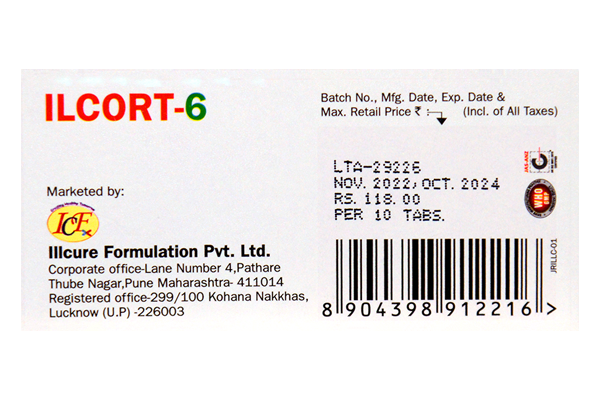 ILCORT-6
Batch No., Mfg. Date, Exp. Date &
Max. Retail Price ₹ (Incl. of All Taxes)
LTA-29226
NOV. 2022, OCT. 2024
RS. 118.00
PER 10 TABS.
Marketed by:
ICFx
Illcure Formulation Pvt. Ltd.
Corporate office-Lane Number 4,Pathare
Thube Nagar,Pune Maharashtra- 411014
Registered office-299/100 Kohana Nakkhas,
Lucknow (U.P) -226003
JAS-ANZ
WHO
GMP
JRILLC-01
8 904398 912216 >